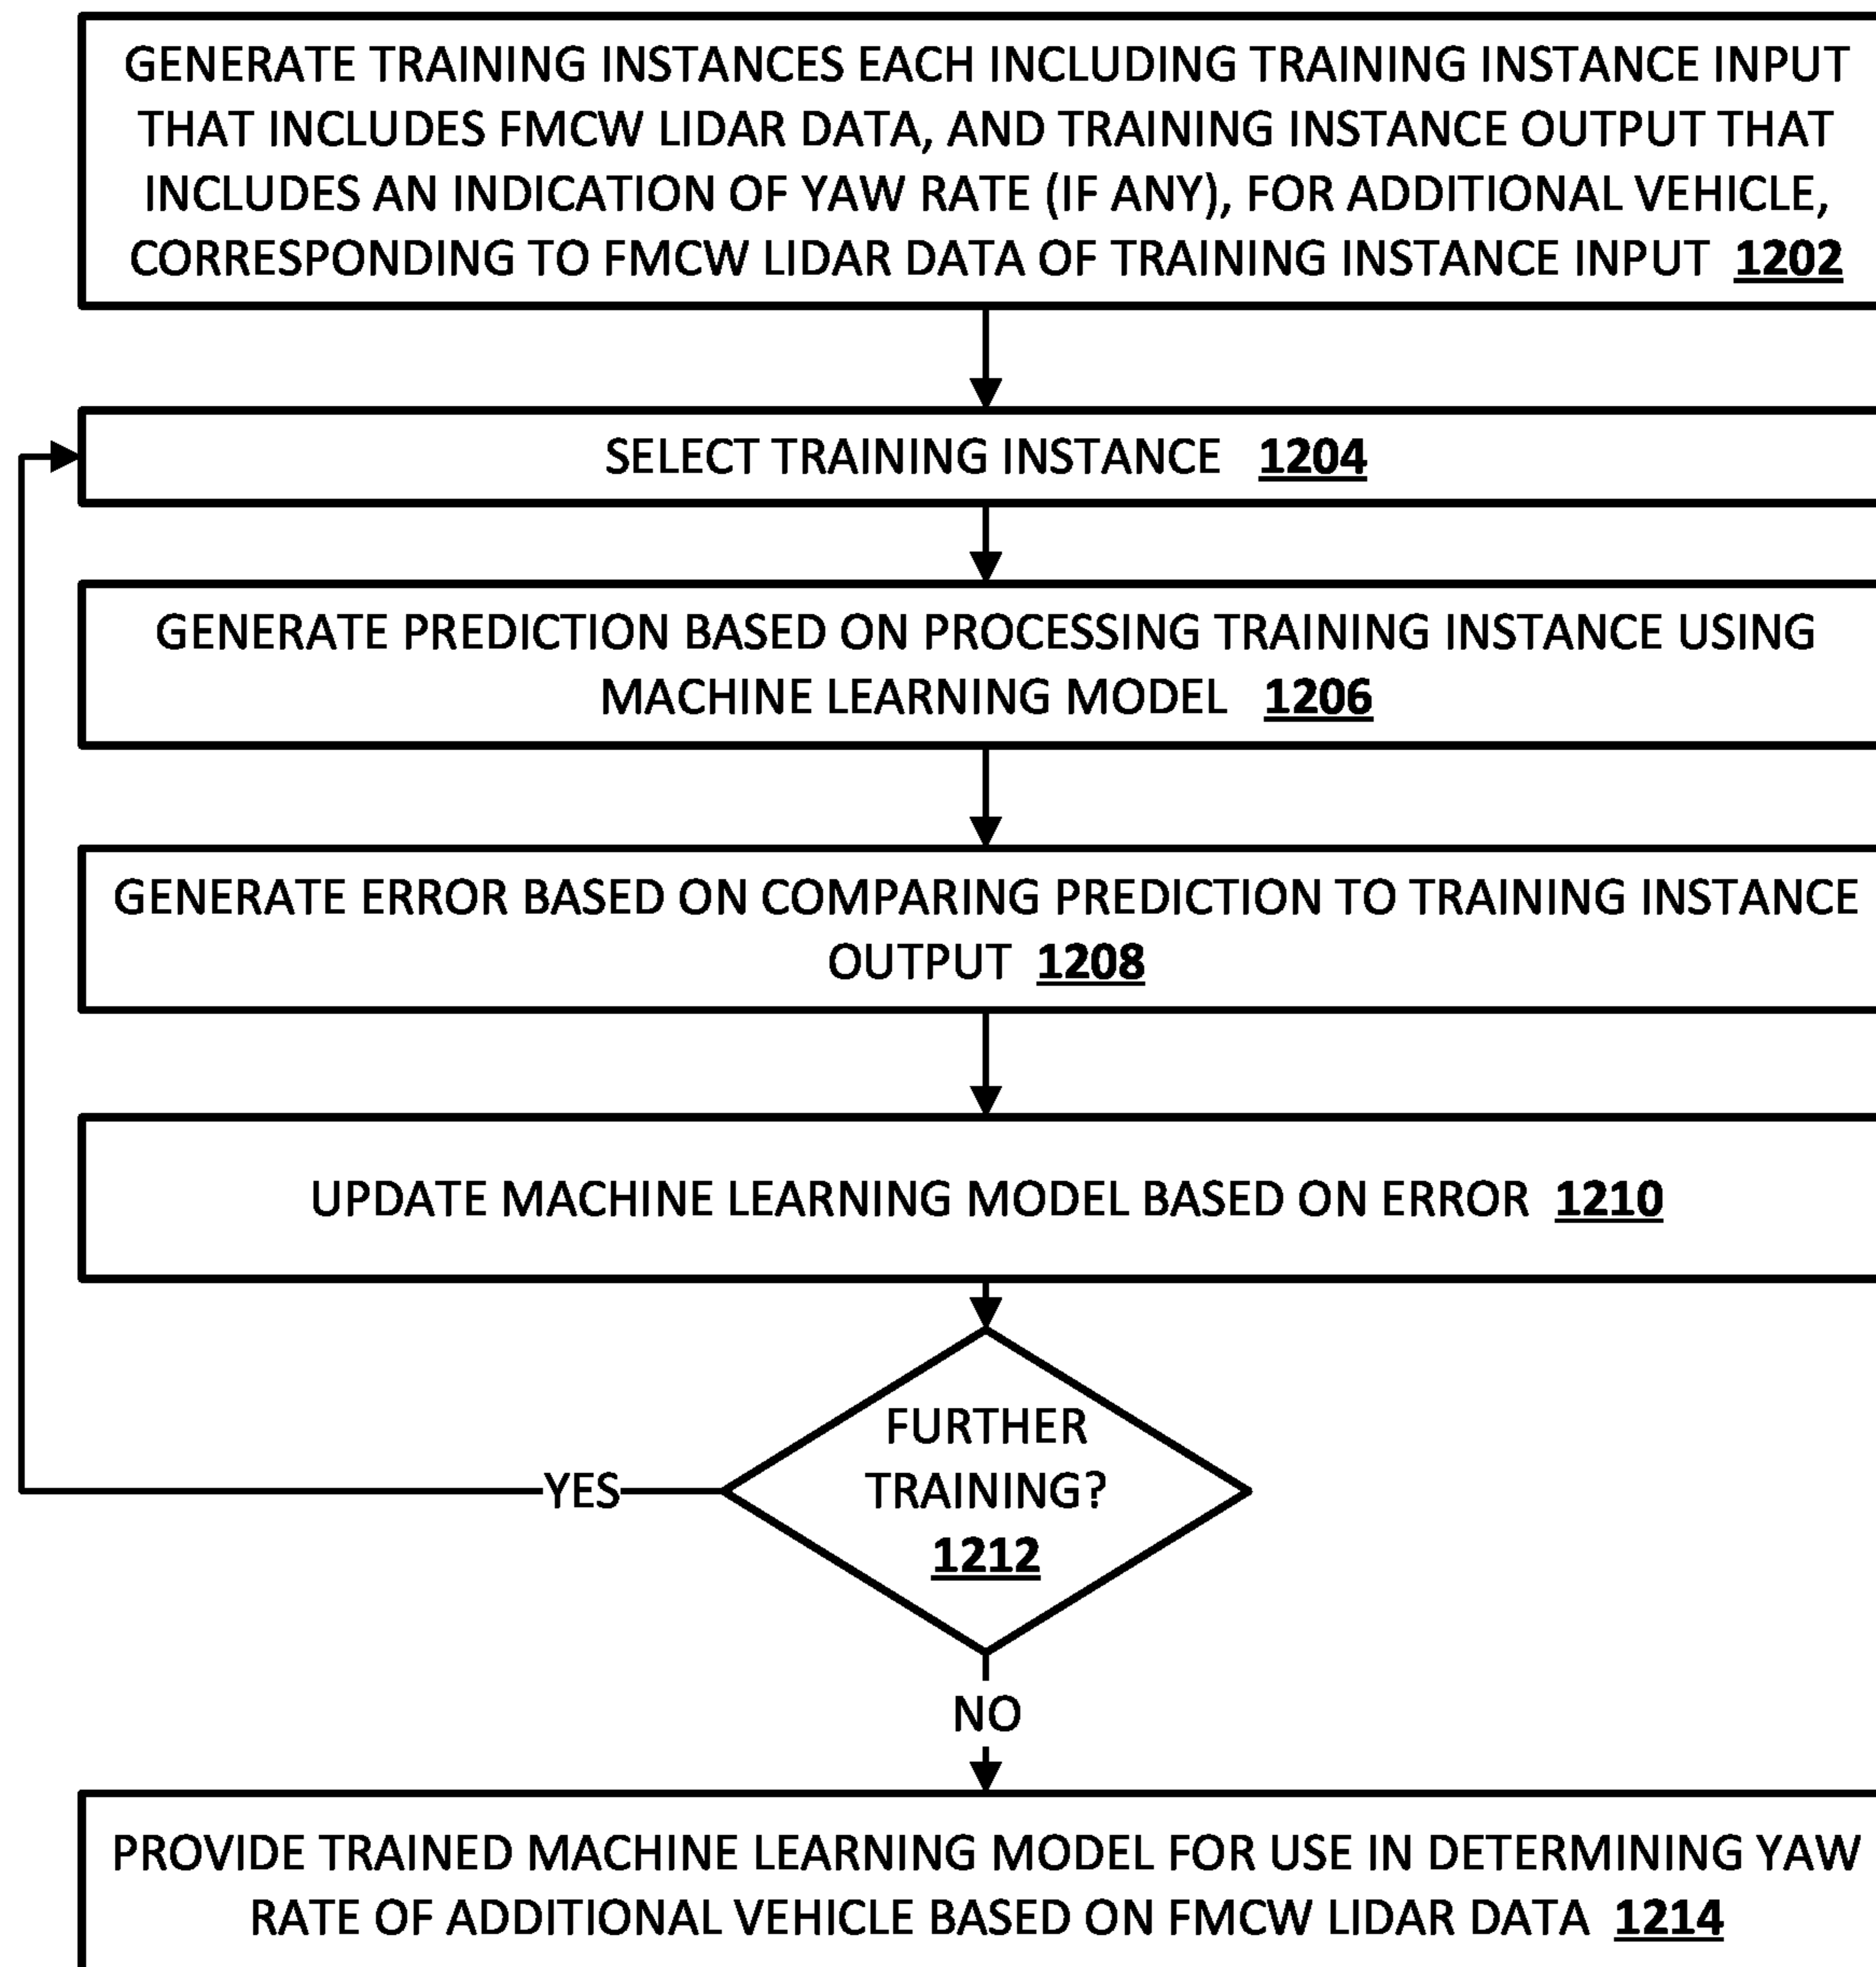 GENERATE TRAINING INSTANCES EACH INCLUDING TRAINING INSTANCE INPUT
THAT INCLUDES FMCW LIDAR DATA, AND TRAINING INSTANCE OUTPUT THAT
INCLUDES AN INDICATION OF YAW RATE (IF ANY), FOR ADDITIONAL VEHICLE,
CORRESPONDING TO FMCW LIDAR DATA OF TRAINING INSTANCE INPUT 1202
SELECT TRAINING INSTANCE 1204
GENERATE PREDICTION BASED ON PROCESSING TRAINING INSTANCE USING
MACHINE LEARNING MODEL 1206
GENERATE ERROR BASED ON COMPARING PREDICTION TO TRAINING INSTANCE
OUTPUT 1208
UPDATE MACHINE LEARNING MODEL BASED ON ERROR 1210
FURTHER
TRAINING?
1212
YES
NO
PROVIDE TRAINED MACHINE LEARNING MODEL FOR USE IN DETERMINING YAW
RATE OF ADDITIONAL VEHICLE BASED ON FMCW LIDAR DATA 1214